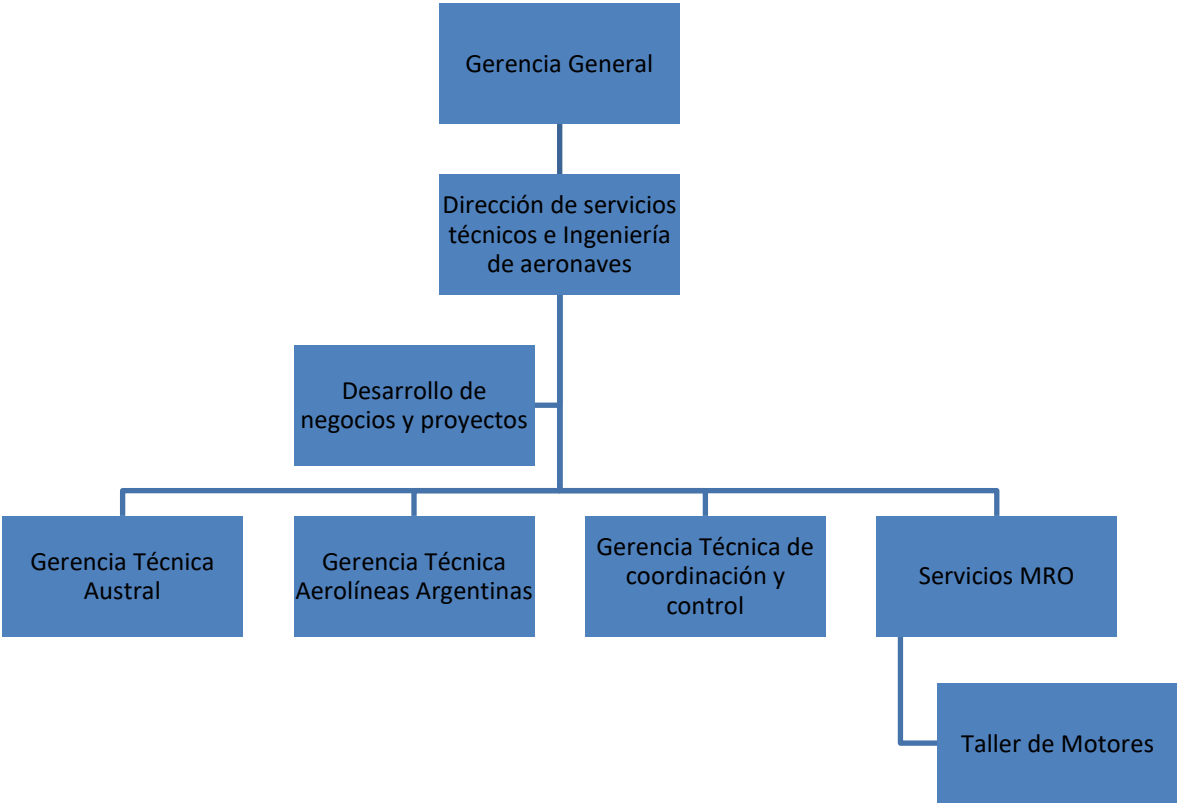 Gerencia General
Dirección de servicios
técnicos e Ingeniería
de aeronaves
Desarrollo de
negocios y proyectos
Gerencia Técnica
Austral
Gerencia Técnica
Aerolíneas Argentinas
Gerencia Técnica de
coordinación y
control
Servicios MRO
Taller de Motores